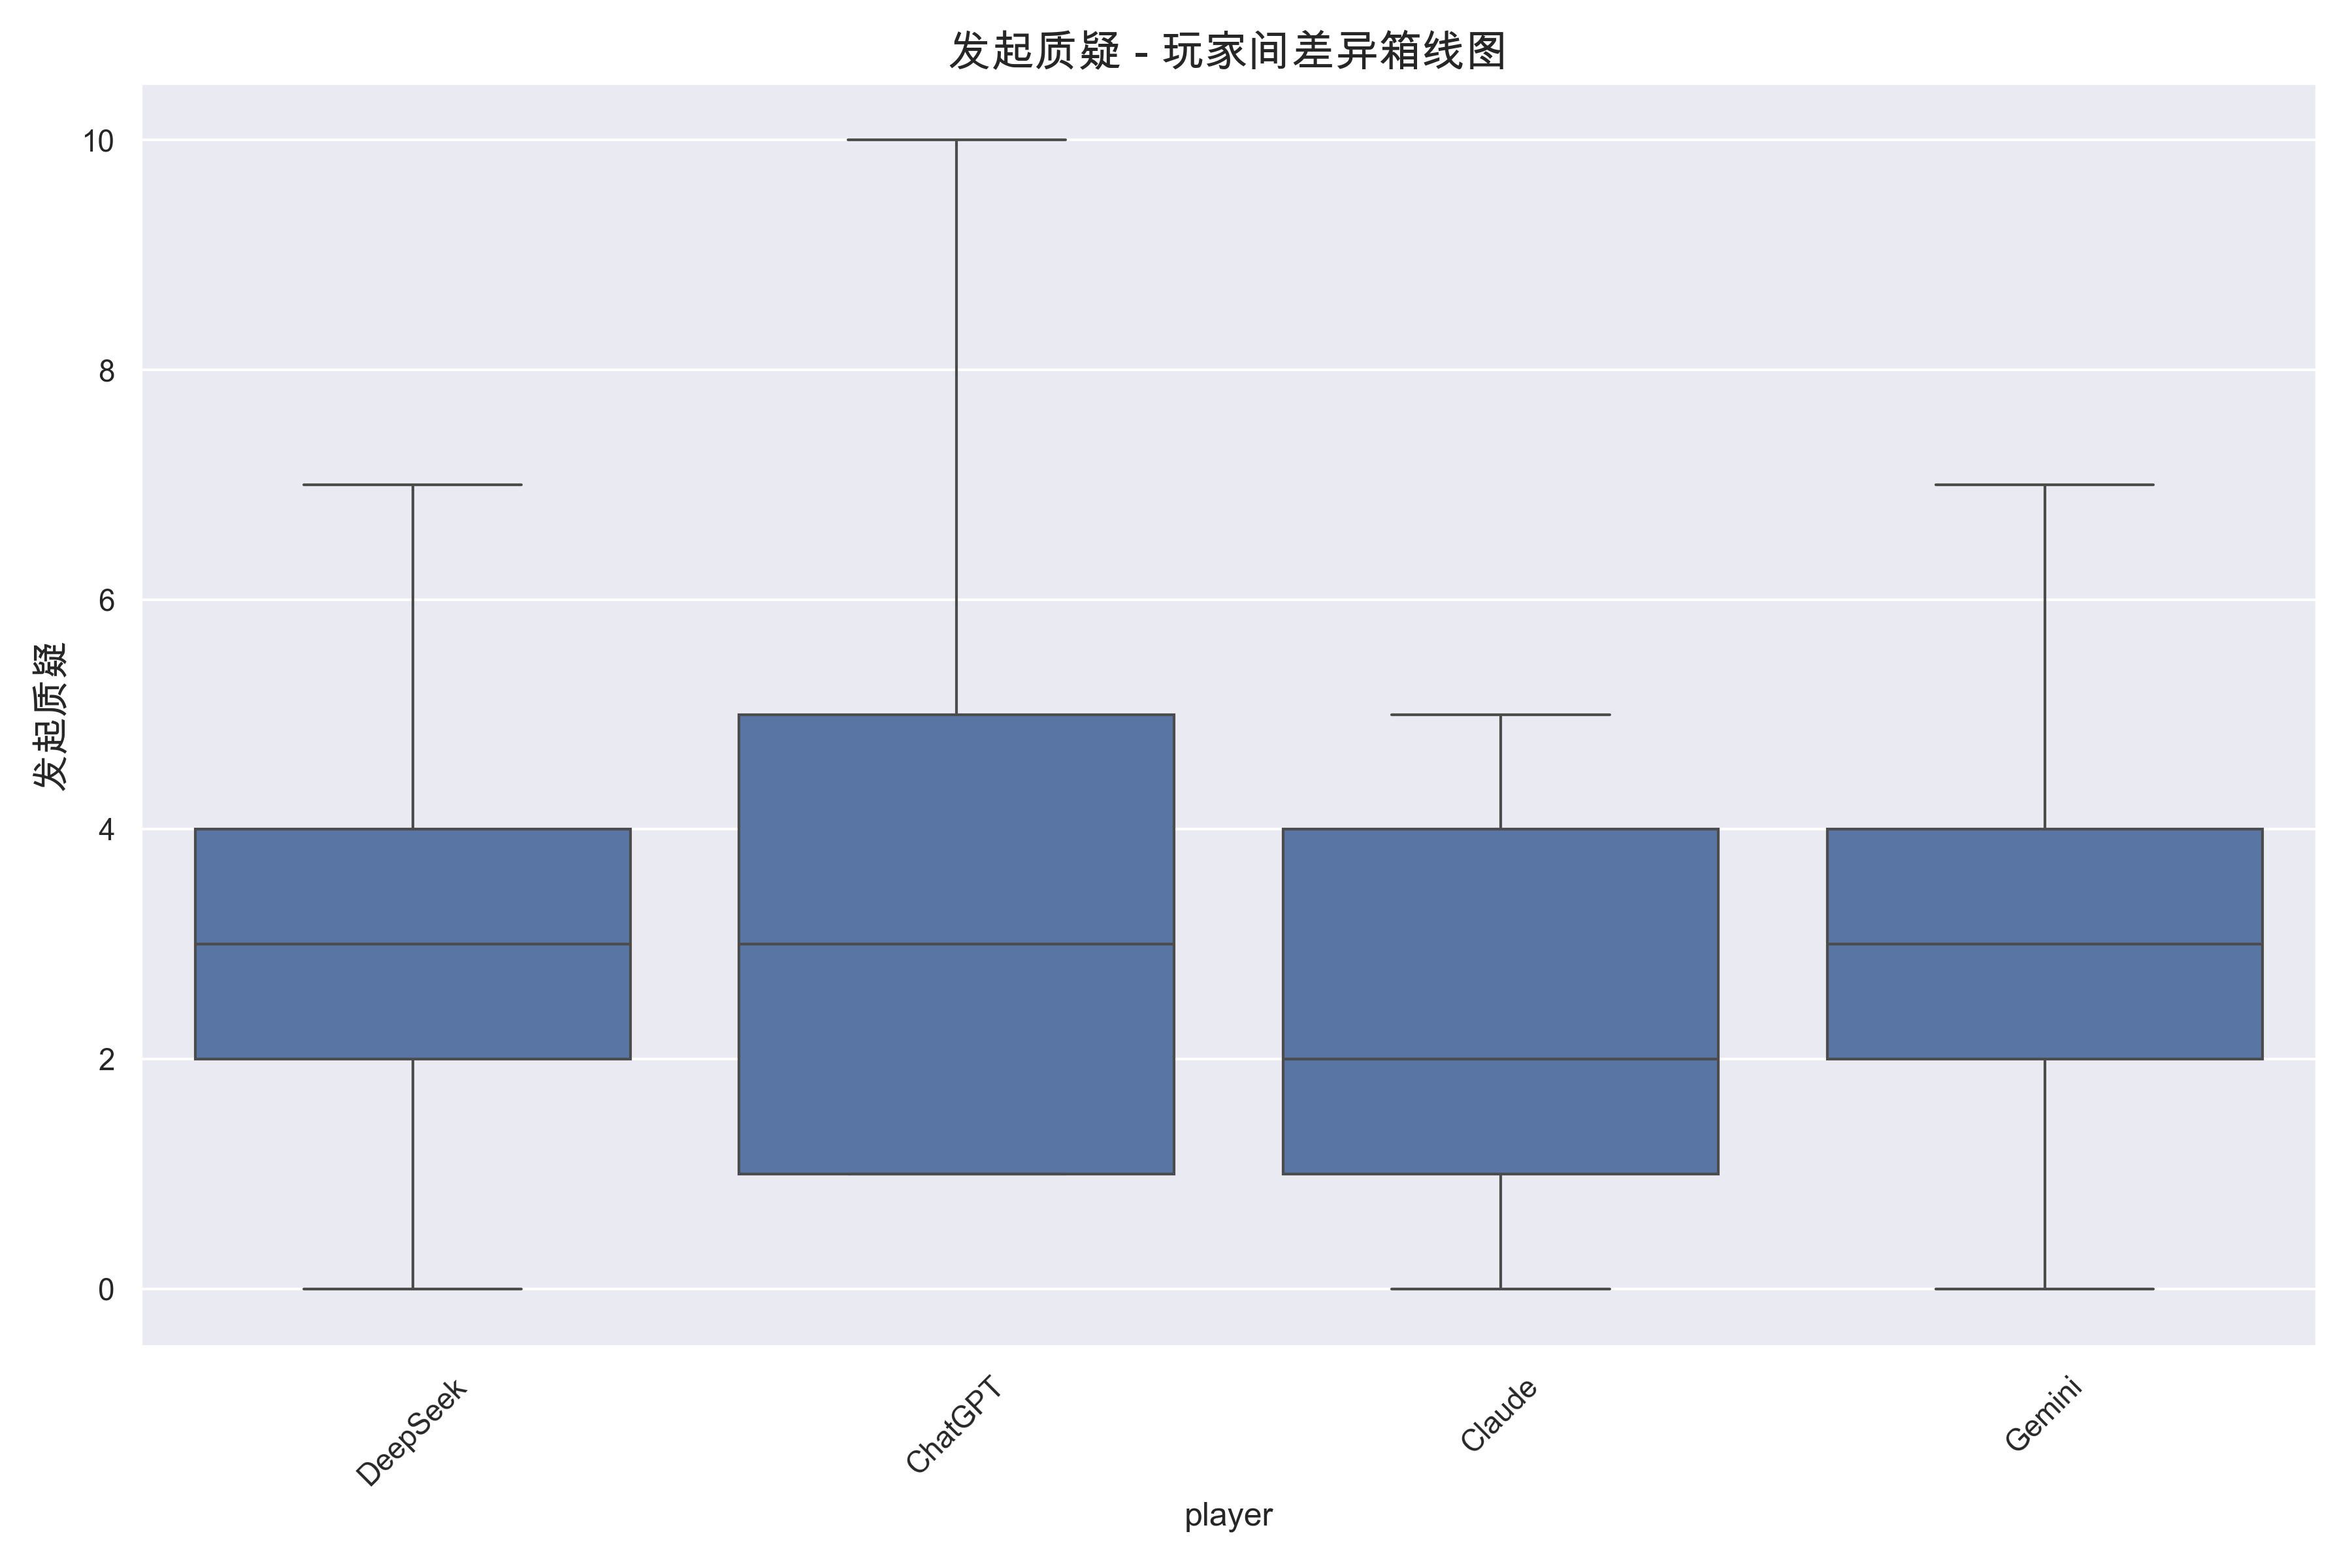 发起质疑 - 玩家间差异箱线图
发起质疑
10
8
6
4
2
0
DeepSeek
ChatGPT
Claude
Gemini
player